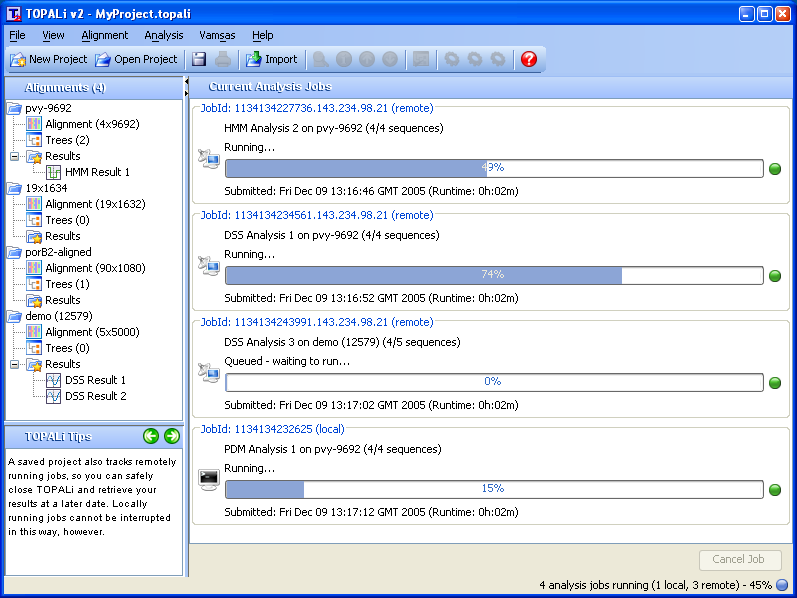 TOPALi v2 - MyProject.topali
File View Alignment Analysis Vamsas Help
New Project Open Project Import
Alignments (4)
pvy-9692
Alignment (4x9692)
Trees (2)
Results
HMM Result 1
19x1634
Alignment (19x1632)
Trees (0)
Results
porB2-aligned
Alignment (90x1080)
Trees (1)
Results
demo (12579)
Alignment (5x5000)
Trees (0)
Results
DSS Result 1
DSS Result 2
TOPALi Tips
A saved project also tracks remotely
running jobs, so you can safely
close TOPALi and retrieve your
results at a later date. Locally
running jobs cannot be interrupted
in this way, however.
Current Analysis Jobs
JobId: 1134134227736.143.234.98.21 (remote)
HMM Analysis 2 on pvy-9692 (4/4 sequences)
Running...
49%
Submitted: Fri Dec 09 13:16:46 GMT 2005 (Runtime: 0h:02m)
JobId: 1134134234561.143.234.98.21 (remote)
DSS Analysis 1 on pvy-9692 (4/4 sequences)
Running...
74%
Submitted: Fri Dec 09 13:16:52 GMT 2005 (Runtime: 0h:02m)
JobId: 1134134243991.143.234.98.21 (remote)
DSS Analysis 3 on demo (12579) (4/5 sequences)
Queued - waiting to run...
0%
Submitted: Fri Dec 09 13:17:02 GMT 2005 (Runtime: 0h:02m)
JobId: 1134134232625 (local)
PDM Analysis 1 on pvy-9692 (4/4 sequences)
Running...
15%
Submitted: Fri Dec 09 13:17:12 GMT 2005 (Runtime: 0h:02m)
Cancel Job
4 analysis jobs running (1 local, 3 remote) - 45%